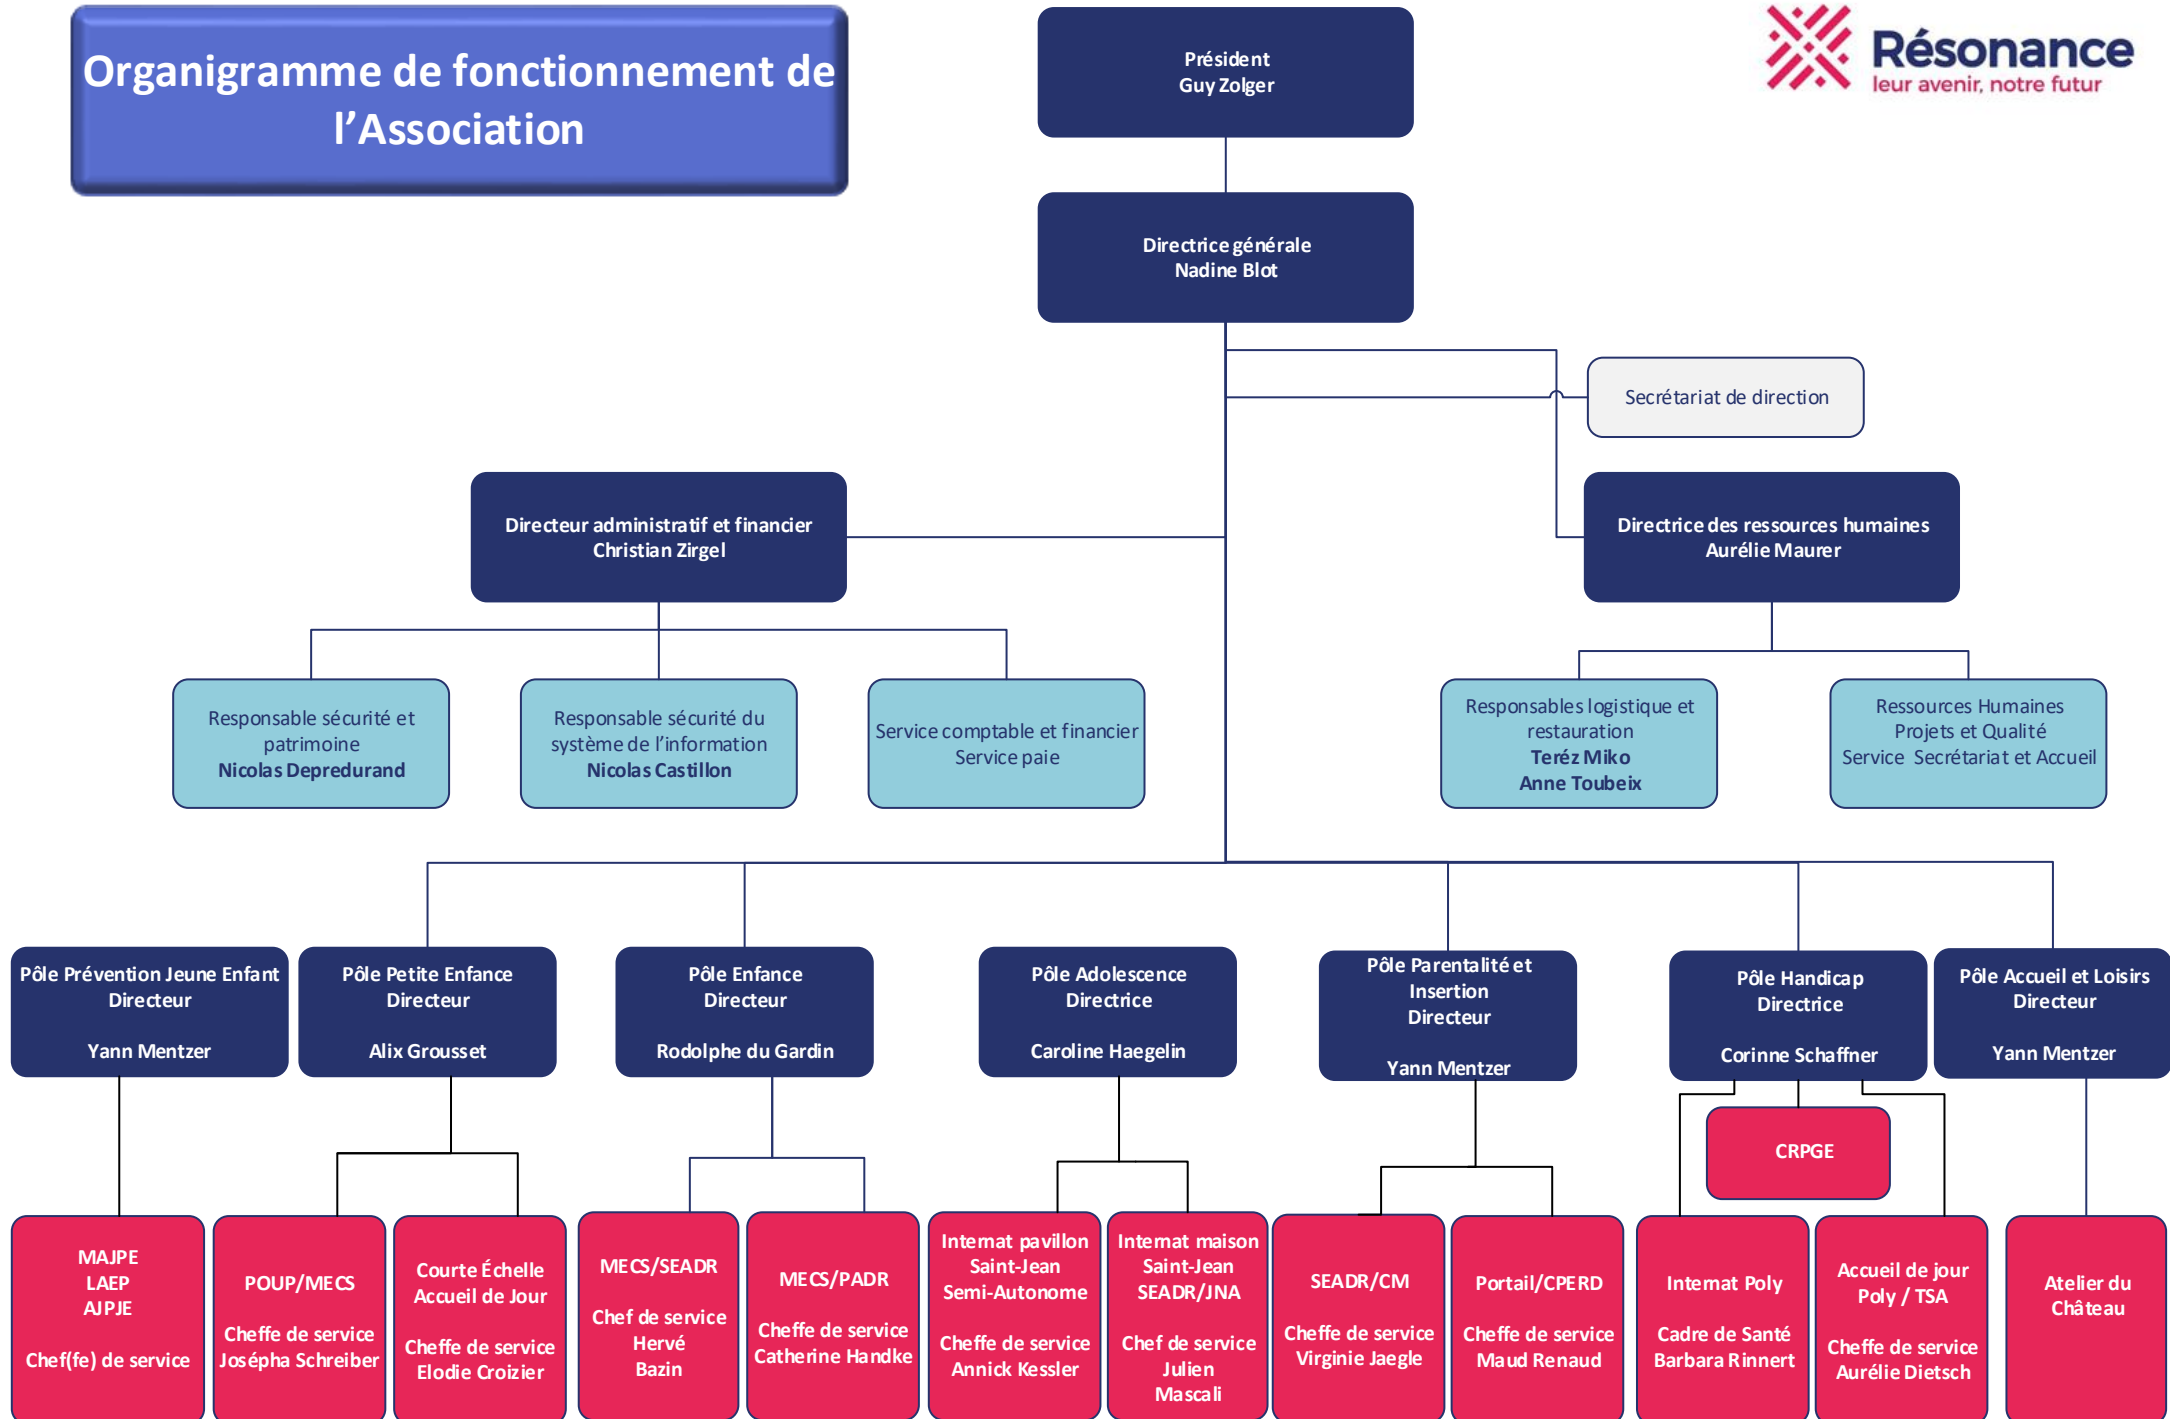 Organigramme de fonctionnement de
l’Association
Président
Guy Zolger
Résonance
leur avenir, notre futur
Directrice générale
Nadine Blot
Secrétariat de direction
Directeur administratif et financier
Christian Zirgel
Directrice des ressources humaines
Aurélie Maurer
Responsable sécurité et
patrimoine
Nicolas Depredurand
Responsable sécurité du
système de l’information
Nicolas Castillon
Service comptable et financier
Service paie
Responsables logistique et
restauration
Teréz Miko
Anne Toubeix
Ressources Humaines
Projets et Qualité
Service Secrétariat et Accueil
Pôle Prévention Jeune Enfant
Directeur
Yann Mentzer
Pôle Petite Enfance
Directeur
Alix Grousset
Pôle Enfance
Directeur
Rodolphe du Gardin
Pôle Adolescence
Directrice
Caroline Haegelin
Pôle Parentalité et
Insertion
Directeur
Yann Mentzer
Pôle Handicap
Directrice
Corinne Schaffner
Pôle Accueil et Loisirs
Directeur
Yann Mentzer
CRPGE
MAJPE
LAEP
AJPJE
Chef(fe) de service
POUP/MECS
Cheffe de service
Josépha Schreiber
Courte Échelle
Accueil de Jour
Cheffe de service
Elodie Croizier
MECS/SEADR
Chef de service
Hervé
Bazin
MECS/PADR
Cheffe de service
Catherine Handke
Internat pavillon
Saint-Jean
Semi-Autonome
Cheffe de service
Annick Kessler
Internat maison
Saint-Jean
SEADR/JNA
Chef de service
Julien
Mascali
SEADR/CM
Cheffe de service
Virginie Jaegle
Portail/CPERD
Cheffe de service
Maud Renaud
Internat Poly
Cadre de Santé
Barbara Rinnert
Accueil de jour
Poly / TSA
Cheffe de service
Aurélie Dietsch
Atelier du
Château